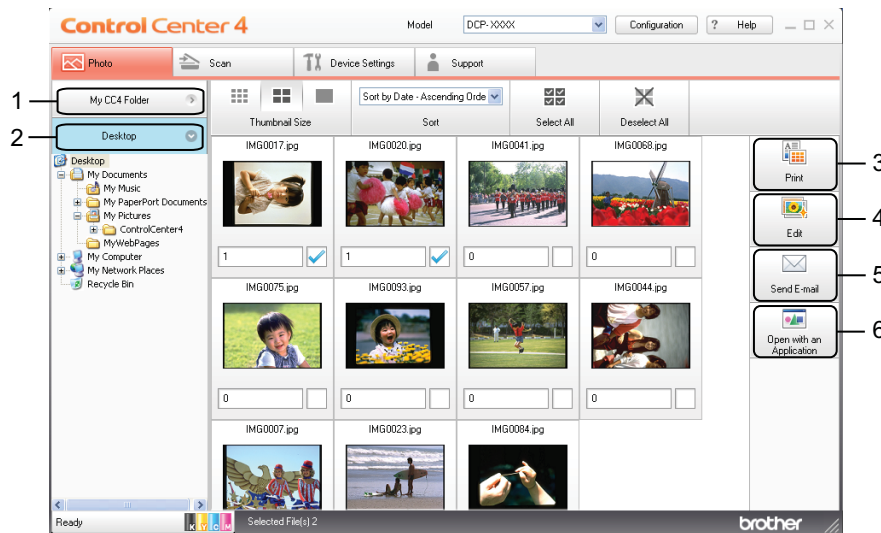 Control Center 4
Model
DCP-XXXX
Configuration
? Help
Photo
Scan
Device Settings
Support
1
My CC4 Folder
2
Desktop
Thumbnail Size
Sort by Date - Ascending Orde
Sort
Select All
Deselect All
Desktop
My Documents
My Music
My PaperPort Documents
My Pictures
ControlCenter4
MyWebPages
My Computer
My Network Places
Recycle Bin
IMG0017.jpg
IMG0020.jpg
IMG0041.jpg
IMG0068.jpg
1
1
0
0
IMG0075.jpg
IMG0093.jpg
IMG0057.jpg
IMG0044.jpg
0
0
0
0
IMG0007.jpg
IMG0023.jpg
IMG0084.jpg
Print
3
Edit
4
Send E-mail
5
Open with an
Application
6
Ready
K Y C M
Selected File(s) 2
brother